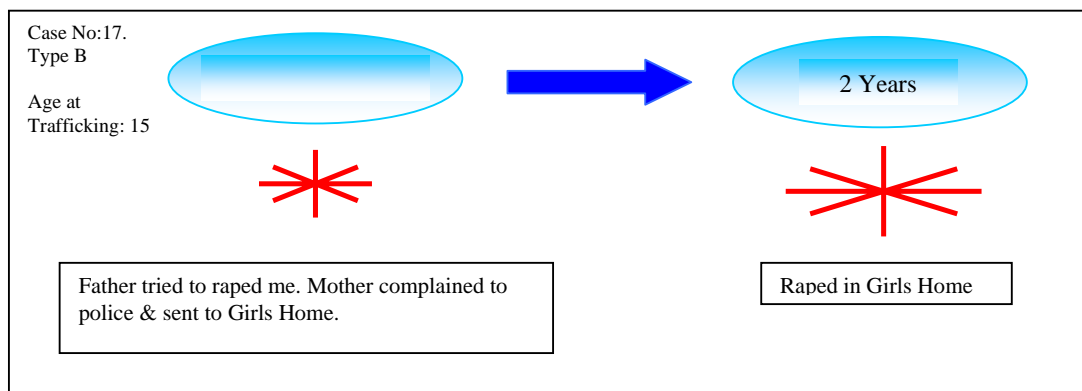 Case No:17.
Type B
Age at
Trafficking: 15
2 Years
Father tried to raped me. Mother complained to
police & sent to Girls Home.
Raped in Girls Home